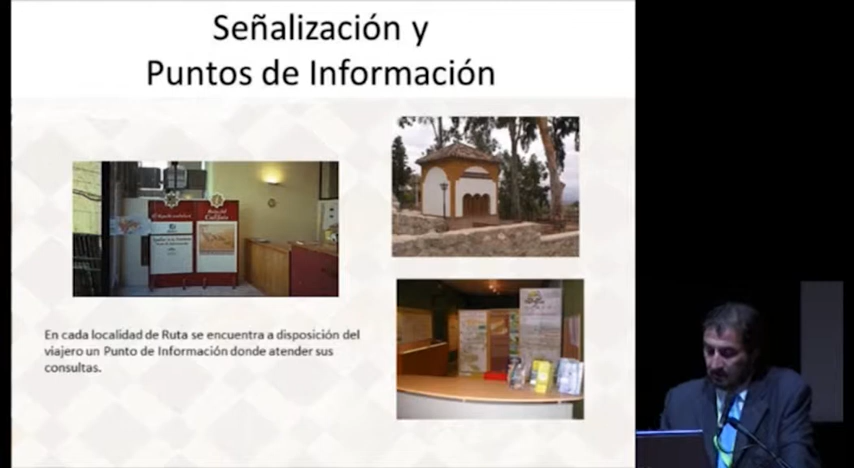 Señalización y
Puntos de Información
En cada localidad de Ruta se encuentra a disposición del
viajero un Punto de Información donde atender sus
consultas.